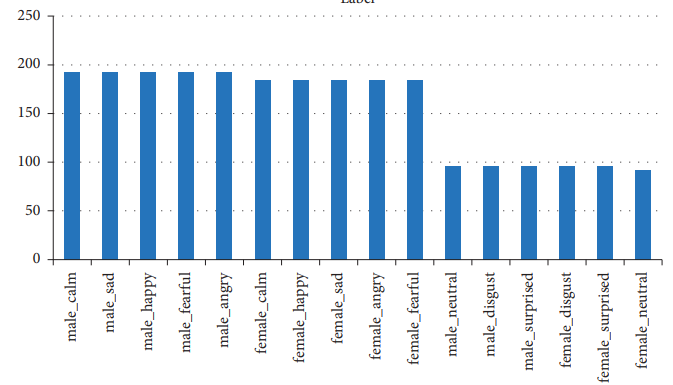 Label
250
200
150
100
50
0
male_calm
male_sad
male_happy
male_fearful
male_angry
female_calm
female_happy
female_sad
female_angry
female_fearful
male_neutral
male_disgust
male_surprised
female_disgust
female_surprised
female_neutral